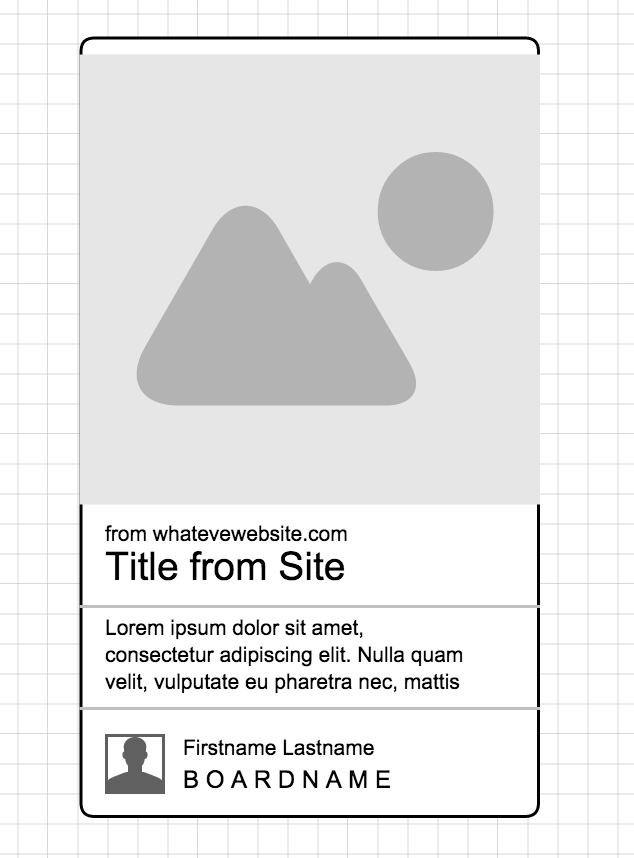 from whatevewebsite.com
Title from Site
Lorem ipsum dolor sit amet,
consectetur adipiscing elit. Nulla quam
velit, vulputate eu pharetra nec, mattis
Firstname Lastname
BOARDNAME